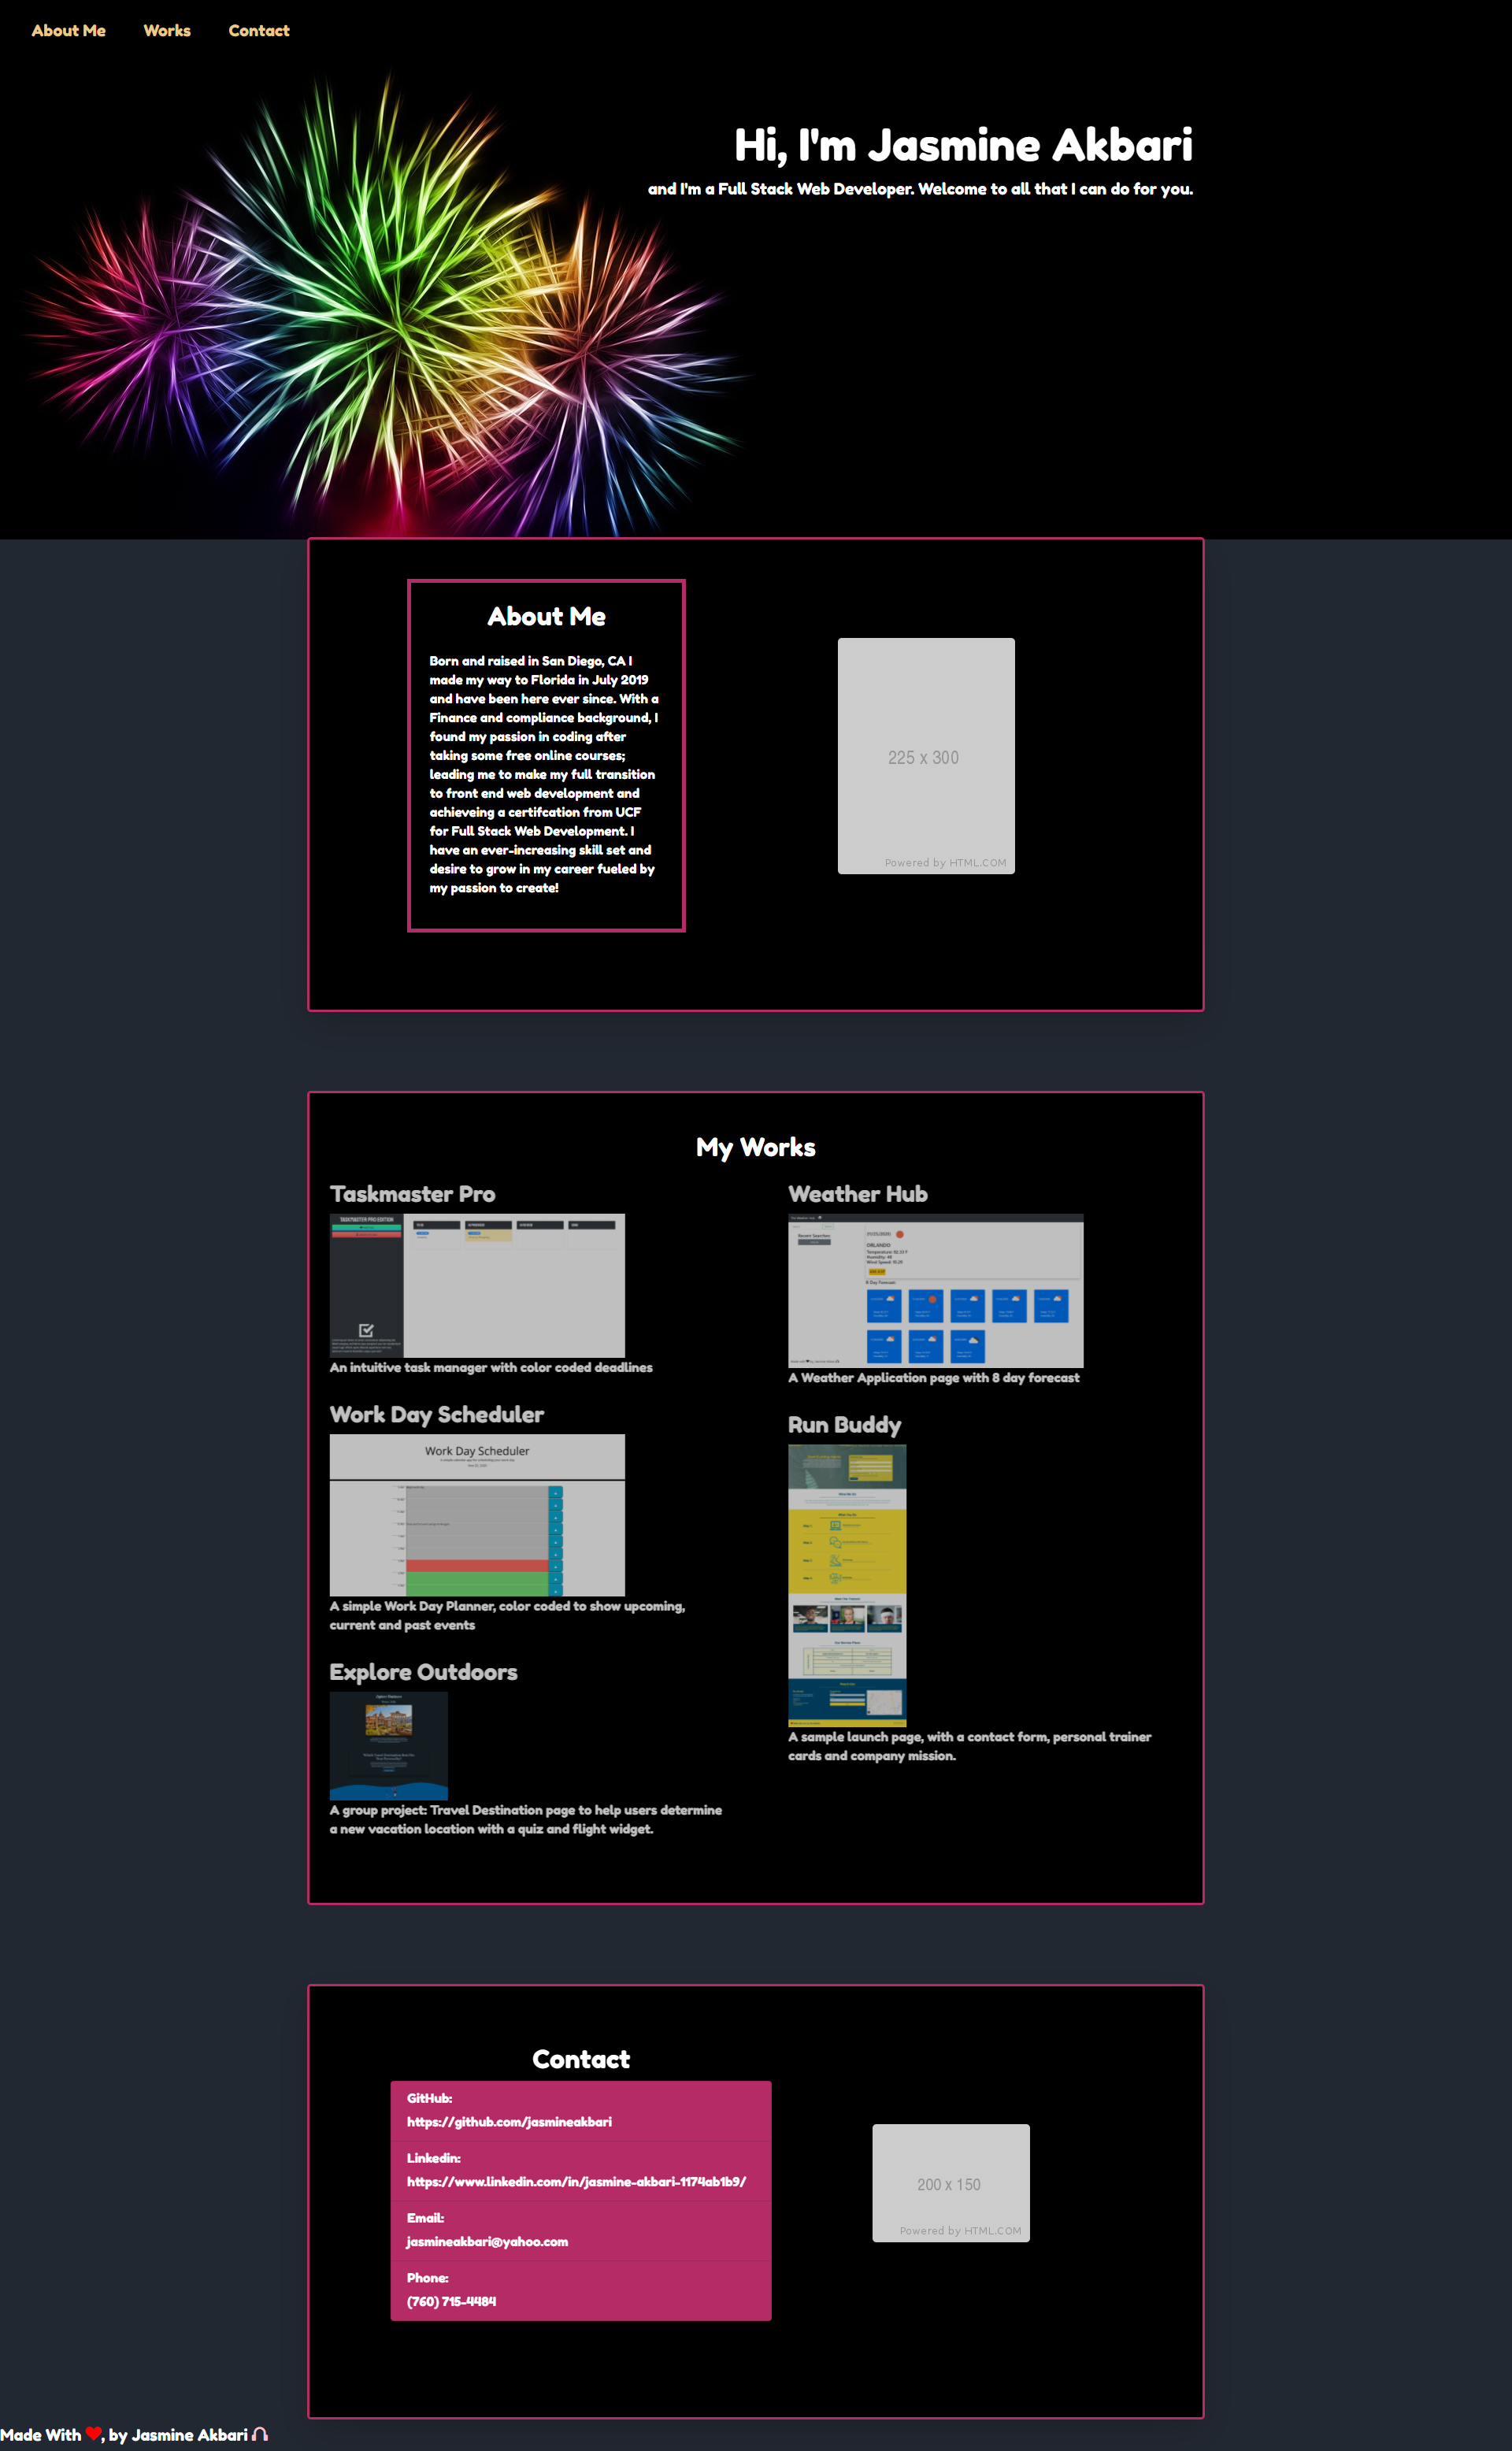 About Me Works Contact
Hi, I'm Jasmine Akbari
and I'm a Full Stack Web Developer. Welcome to all that I can do for you.
About Me
Born and raised in San Diego, CA I
made my way to Florida in July 2019
and have been here ever since. With a
Finance and compliance background, I
found my passion in coding after
taking some free online courses;
leading me to make my full transition
to front end web development and
achieveing a certifcation from UCF
for Full Stack Web Development. I
have an ever-increasing skill set and
desire to grow in my career fueled by
my passion to create!
225 x 300
Powered by HTML.COM
My Works
Taskmaster Pro
TASKMASTER PRO EDITION
An intuitive task manager with color coded deadlines
Work Day Scheduler
Work Day Scheduler
A simple Work Day Planner, color coded to show upcoming,
current and past events
Explore Outdoors
A group project: Travel Destination page to help users determine
a new vacation location with a quiz and flight widget.
Weather Hub
Recent Searches:
ORLANDO
8 Day Forecast:
A Weather Application page with 8 day forecast
Run Buddy
A sample launch page, with a contact form, personal trainer
cards and company mission.
Contact
GitHub:
https://github.com/jasmineakbari
Linkedin:
https://www.linkedin.com/in/jasmine-akbari-1174ab1b9/
Email:
jasmineakbari@yahoo.com
Phone:
(760) 715-4484
200 x 150
Powered by HTML.COM
Made With ❤, by Jasmine Akbari